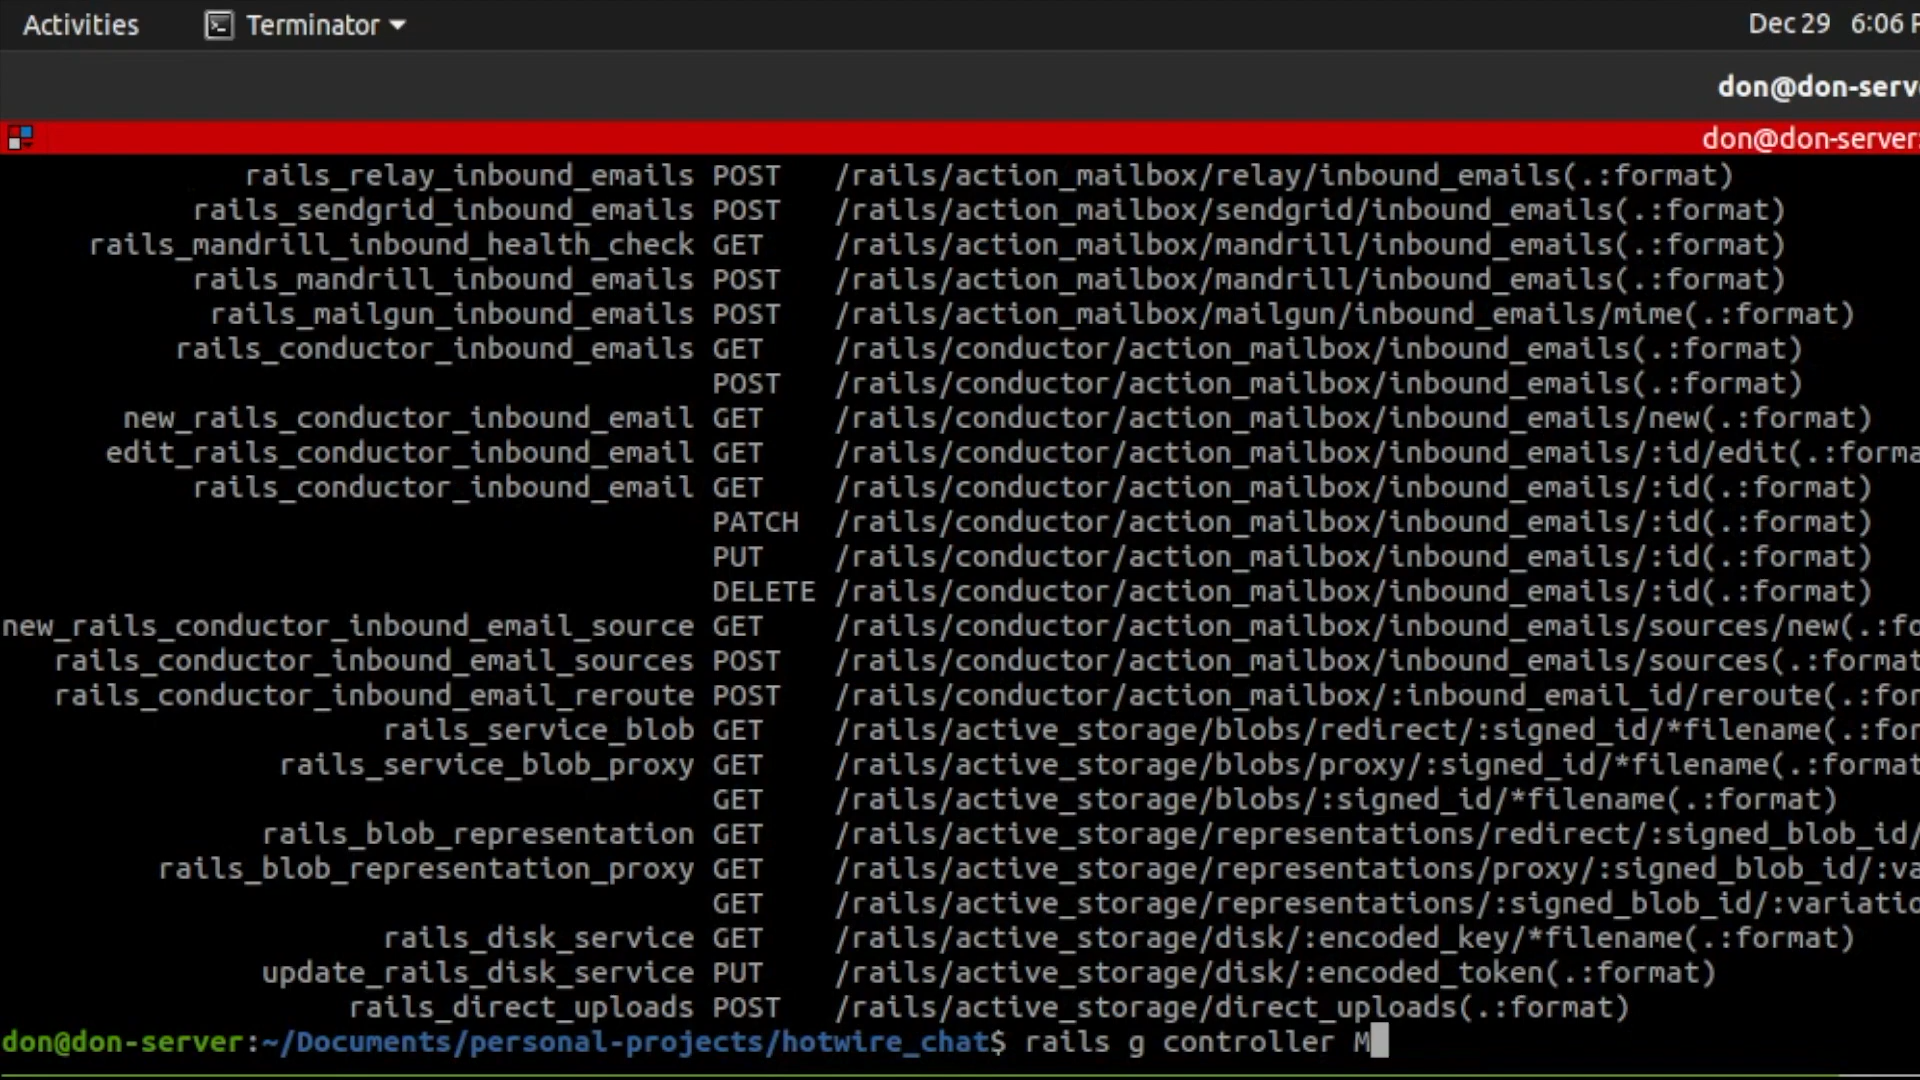 Activities Terminator Dec 29 6:06
don@don-serv
don@don-server:
rails_relay_inbound_emails POST /rails/action_mailbox/relay/inbound_emails(.:format)
rails_sendgrid_inbound_emails POST /rails/action_mailbox/sendgrid/inbound_emails(.:format)
rails_mandrill_inbound_health_check GET /rails/action_mailbox/mandrill/inbound_emails(.:format)
rails_mandrill_inbound_emails POST /rails/action_mailbox/mandrill/inbound_emails(.:format)
rails_mailgun_inbound_emails POST /rails/action_mailbox/mailgun/inbound_emails/mime(.:format)
rails_conductor_inbound_emails GET /rails/conductor/action_mailbox/inbound_emails(.:format)
POST /rails/conductor/action_mailbox/inbound_emails(.:format)
new_rails_conductor_inbound_email GET /rails/conductor/action_mailbox/inbound_emails/new(.:format)
edit_rails_conductor_inbound_email GET /rails/conductor/action_mailbox/inbound_emails/:id/edit(.:forma
rails_conductor_inbound_email GET /rails/conductor/action_mailbox/inbound_emails/:id(.:format)
PATCH /rails/conductor/action_mailbox/inbound_emails/:id(.:format)
PUT /rails/conductor/action_mailbox/inbound_emails/:id(.:format)
DELETE /rails/conductor/action_mailbox/inbound_emails/:id(.:format)
new_rails_conductor_inbound_email_source GET /rails/conductor/action_mailbox/inbound_emails/sources/new(.:fo
rails_conductor_inbound_email_sources POST /rails/conductor/action_mailbox/inbound_emails/sources(.:format
rails_conductor_inbound_email_reroute POST /rails/conductor/action_mailbox/:inbound_email_id/reroute(.:for
rails_service_blob GET /rails/active_storage/blobs/redirect/:signed_id/*filename(.:for
rails_service_blob_proxy GET /rails/active_storage/blobs/proxy/:signed_id/*filename(.:format
GET /rails/active_storage/blobs/:signed_id/*filename(.:format)
rails_blob_representation GET /rails/active_storage/representations/redirect/:signed_blob_id/
rails_blob_representation_proxy GET /rails/active_storage/representations/proxy/:signed_blob_id/:va
GET /rails/active_storage/representations/:signed_blob_id/:variatio
rails_disk_service GET /rails/active_storage/disk/:encoded_key/*filename(.:format)
update_rails_disk_service PUT /rails/active_storage/disk/:encoded_token(.:format)
rails_direct_uploads POST /rails/active_storage/direct_uploads(.:format)
don@don-server:~/Documents/personal-projects/hotwire_chat$ rails g controller M